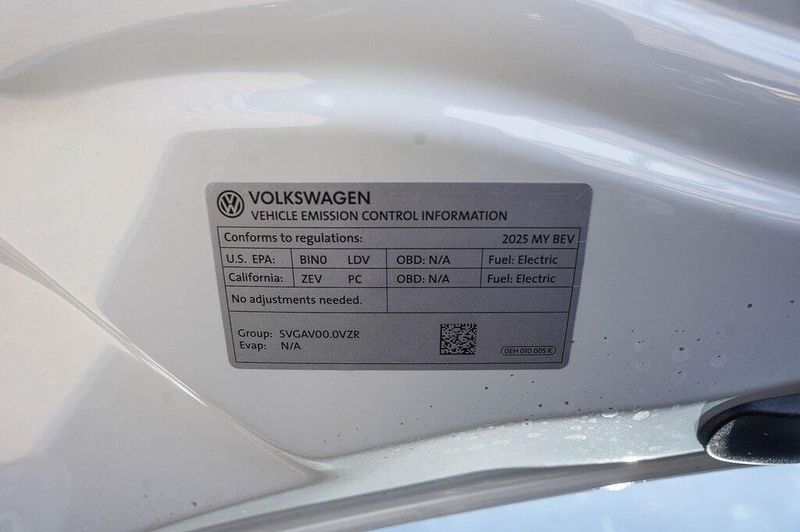 VOLKSWAGEN
VEHICLE EMISSION CONTROL INFORMATION
Conforms to regulations: 2025 MY BEV
U.S. EPA: BIN0 LDV OBD: N/A Fuel: Electric
California: ZEV PC OBD: N/A Fuel: Electric
No adjustments needed.
Group: SVGAV00.0VZR
Evap: N/A
0EH 010 005 K